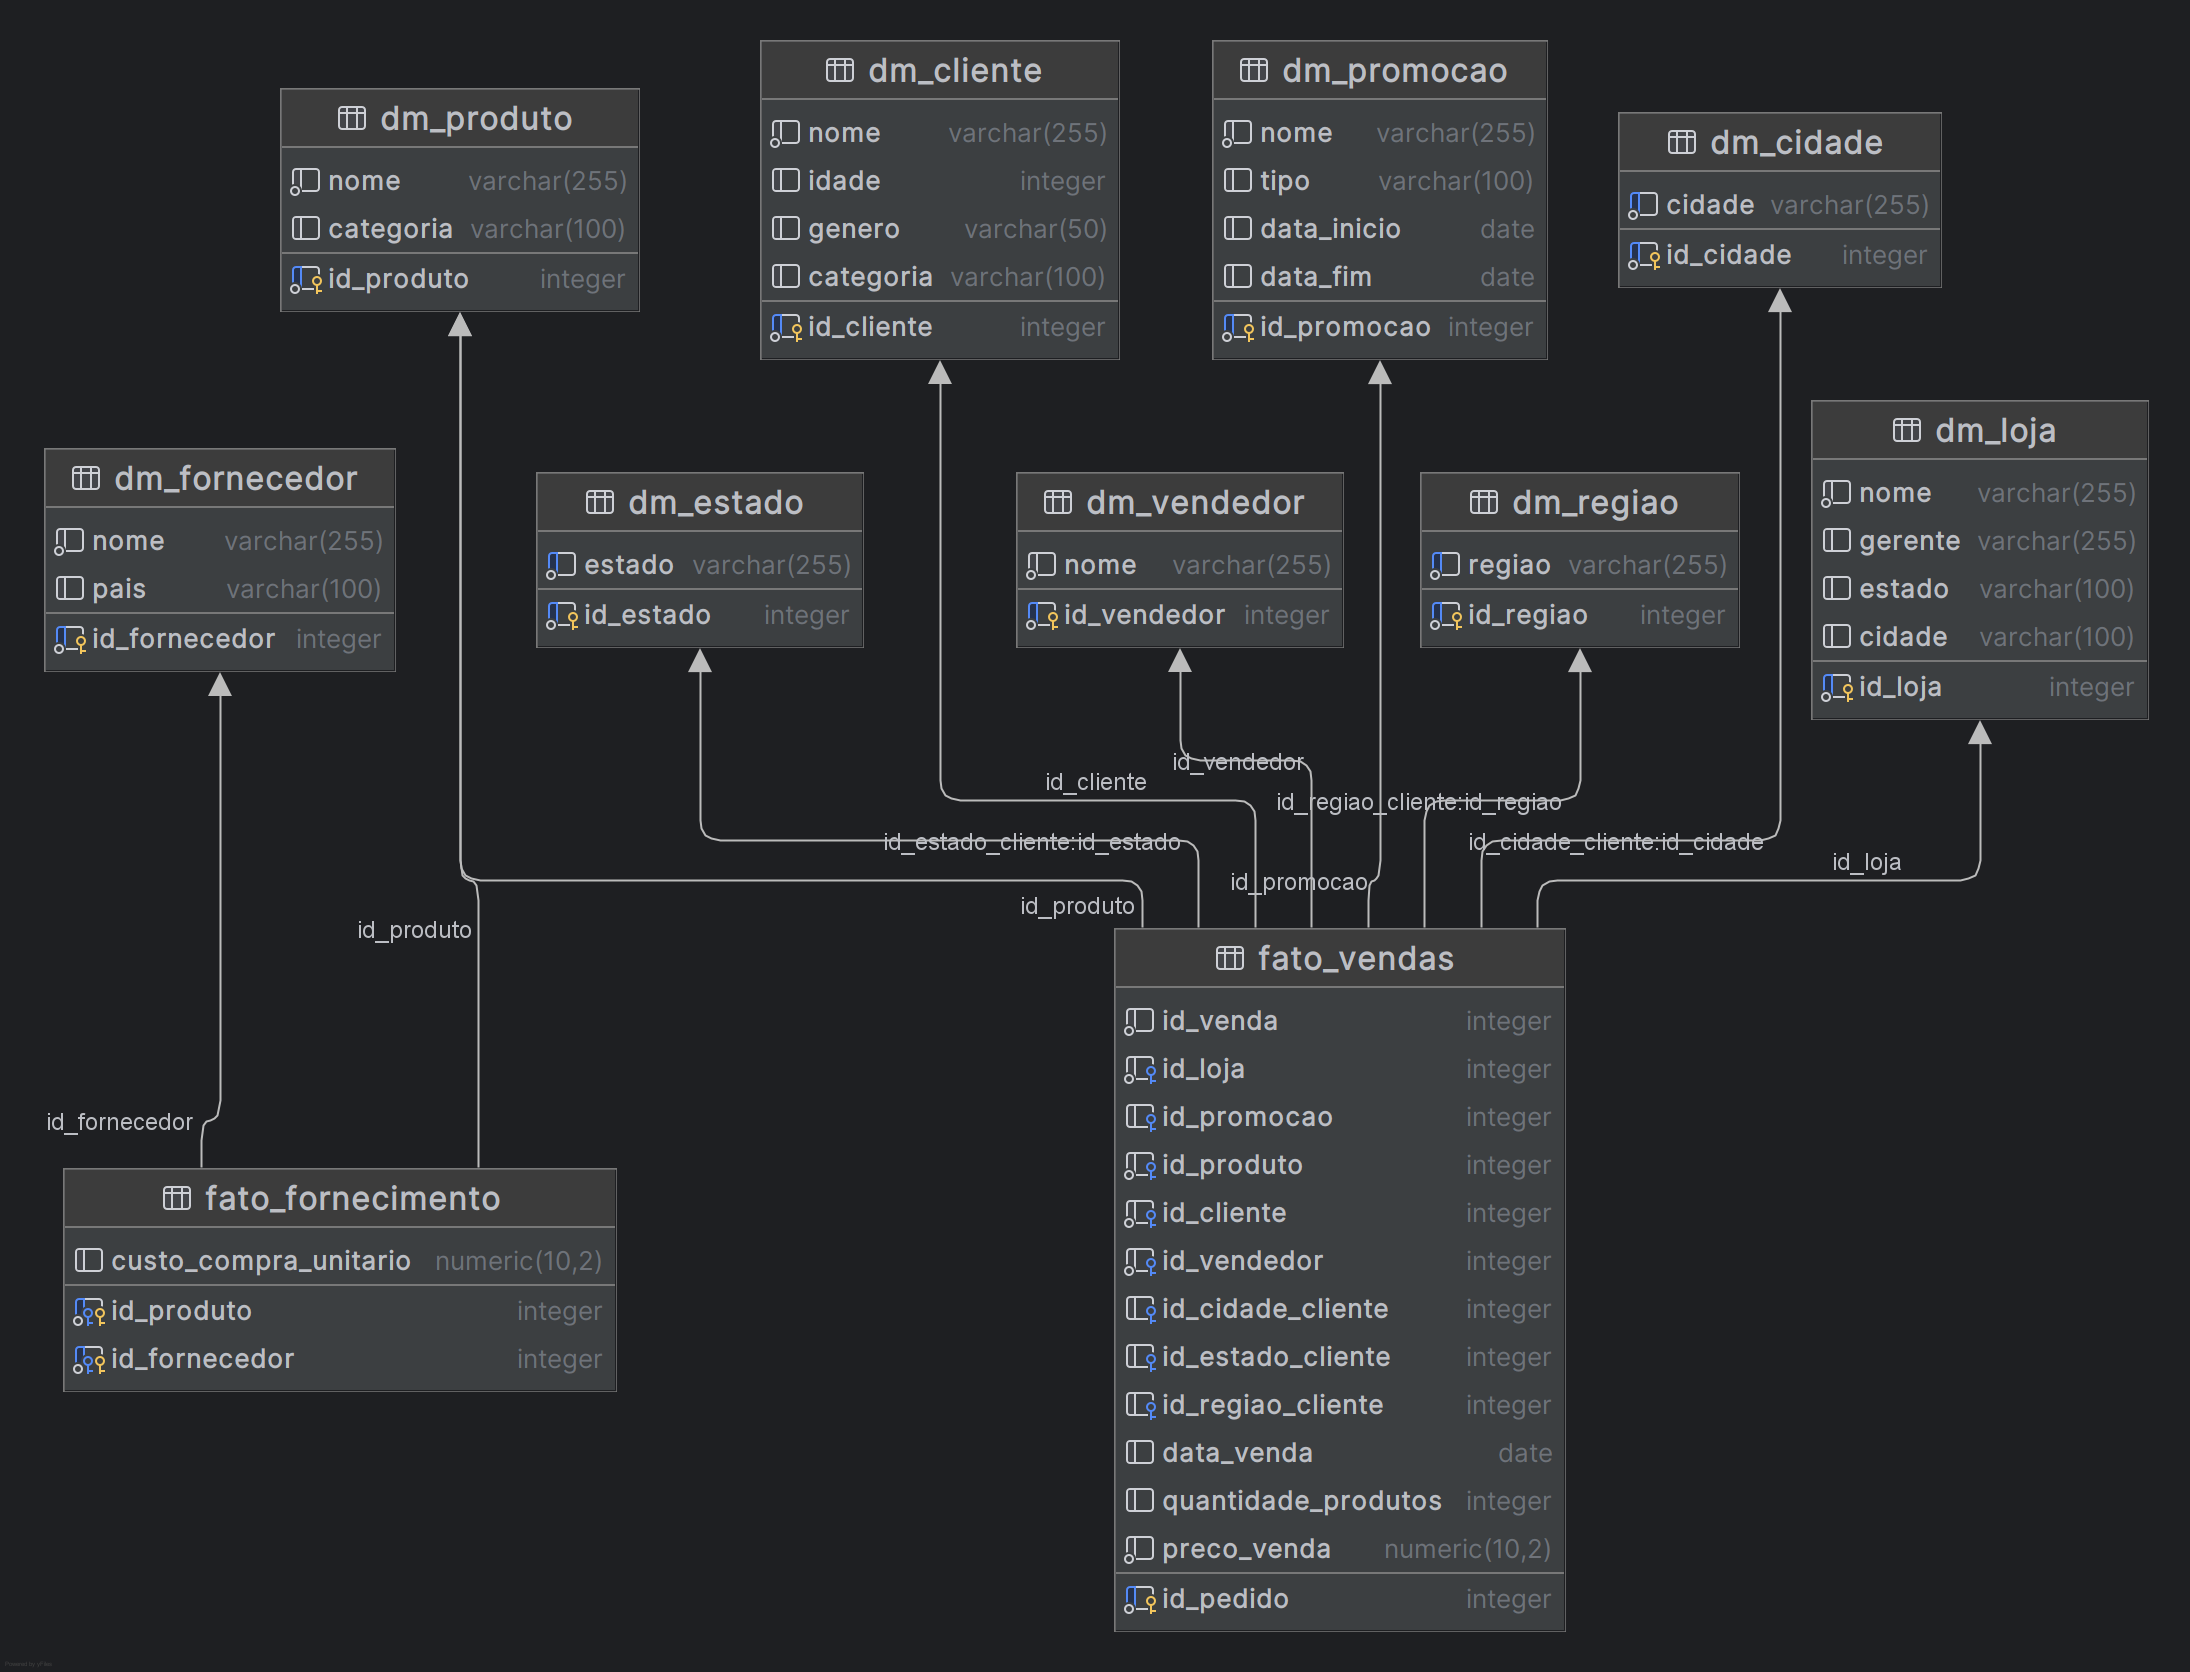 dm_cliente
nome varchar(255)
idade integer
genero varchar(50)
categoria varchar(100)
id_cliente integer
dm_promocao
nome varchar(255)
tipo varchar(100)
data_inicio date
data_fim date
id_promocao integer
dm_produto
nome varchar(255)
categoria varchar(100)
id_produto integer
dm_cidade
cidade varchar(255)
id_cidade integer
dm_loja
nome varchar(255)
gerente varchar(255)
estado varchar(100)
cidade varchar(100)
id_loja integer
dm_fornecedor
nome varchar(255)
pais varchar(100)
id_fornecedor integer
dm_estado
estado varchar(255)
id_estado integer
dm_vendedor
nome varchar(255)
id_vendedor integer
dm_regiao
regiao varchar(255)
id_regiao integer
id_vendedor
id_cliente
id_regiao_cliente:id_regiao
id_estado_cliente:id_estado
id_cidade_cliente:id_cidade
id_loja
id_promocao
id_produto
id_produto
id_fornecedor
fato_vendas
id_venda integer
id_loja integer
id_promocao integer
id_produto integer
id_cliente integer
id_vendedor integer
id_cidade_cliente integer
id_estado_cliente integer
id_regiao_cliente integer
data_venda date
quantidade_produtos integer
preco_venda numeric(10,2)
id_pedido integer
fato_fornecimento
custo_compra_unitario numeric(10,2)
id_produto integer
id_fornecedor integer